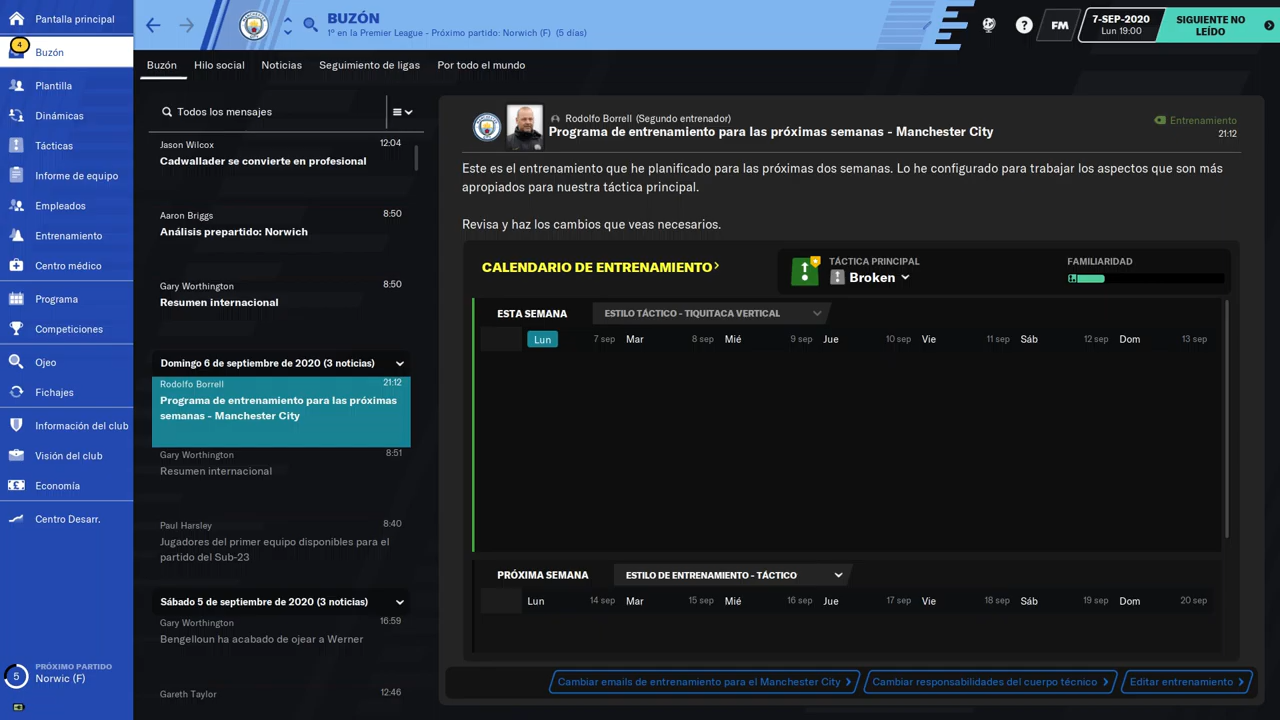 Pantalla principal
4
Buzón
Plantilla
Dinámicas
Tácticas
Informe de equipo
Empleados
Entrenamiento
Centro médico
Programa
Competiciones
Ojeo
Fichajes
Información del club
Visión del club
Economía
Centro Desarr.
5
PRÓXIMO PARTIDO
Norwic (F)
BUZÓN
1º en la Premier League - Próximo partido: Norwich (F) (5 días)
?
FM
7-SEP-2020
Lun 19:00
SIGUIENTE NO
LEÍDO
Buzón
Hilo social
Noticias
Seguimiento de ligas
Por todo el mundo
Todos los mensajes
Jason Wilcox 12:04
Cadwallader se convierte en profesional
Aaron Briggs 8:50
Análisis prepartido: Norwich
Gary Worthington 8:50
Resumen internacional
Domingo 6 de septiembre de 2020 (3 noticias)
Rodolfo Borrell 21:12
Programa de entrenamiento para las próximas
semanas - Manchester City
Gary Worthington 8:51
Resumen internacional
Paul Harsley 8:40
Jugadores del primer equipo disponibles para el
partido del Sub-23
Sábado 5 de septiembre de 2020 (3 noticias)
Gary Worthington 16:59
Bengelloun ha acabado de ojear a Werner
Gareth Taylor 12:46
Rodolfo Borrell (Segundo entrenador)
Programa de entrenamiento para las próximas semanas - Manchester City
Entrenamiento
21:12
Este es el entrenamiento que he planificado para las próximas dos semanas. Lo he configurado para trabajar los aspectos que son más
apropiados para nuestra táctica principal.
Revisa y haz los cambios que veas necesarios.
CALENDARIO DE ENTRENAMIENTO
TÁCTICA PRINCIPAL
Broken
FAMILIARIDAD
ESTA SEMANA
ESTILO TÁCTICO - TIQUITACA VERTICAL
Lun 7 sep Mar 8 sep Mié 9 sep Jue 10 sep Vie 11 sep Sáb 12 sep Dom 13 sep
PRÓXIMA SEMANA
ESTILO DE ENTRENAMIENTO - TÁCTICO
Lun 14 sep Mar 15 sep Mié 16 sep Jue 17 sep Vie 18 sep Sáb 19 sep Dom 20 sep
Cambiar emails de entrenamiento para el Manchester City
Cambiar responsabilidades del cuerpo técnico
Editar entrenamiento